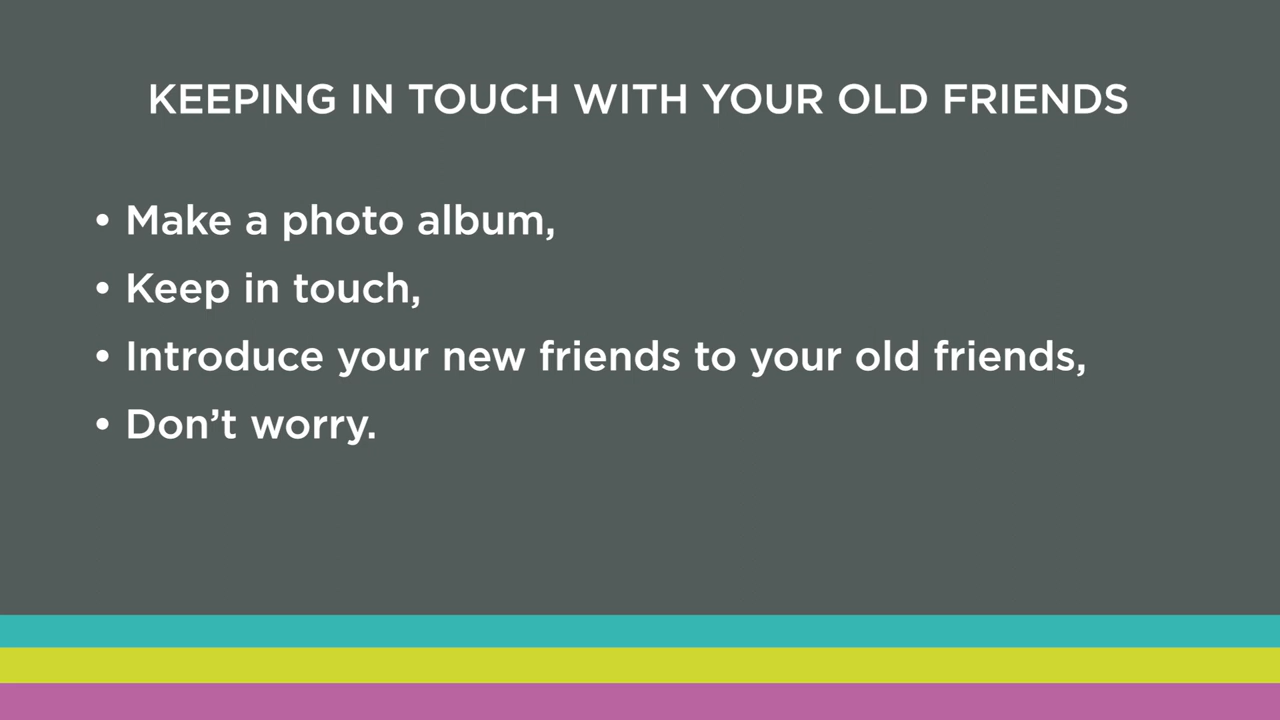 KEEPING IN TOUCH WITH YOUR OLD FRIENDS
• Make a photo album,
• Keep in touch,
• Introduce your new friends to your old friends,
• Don’t worry.